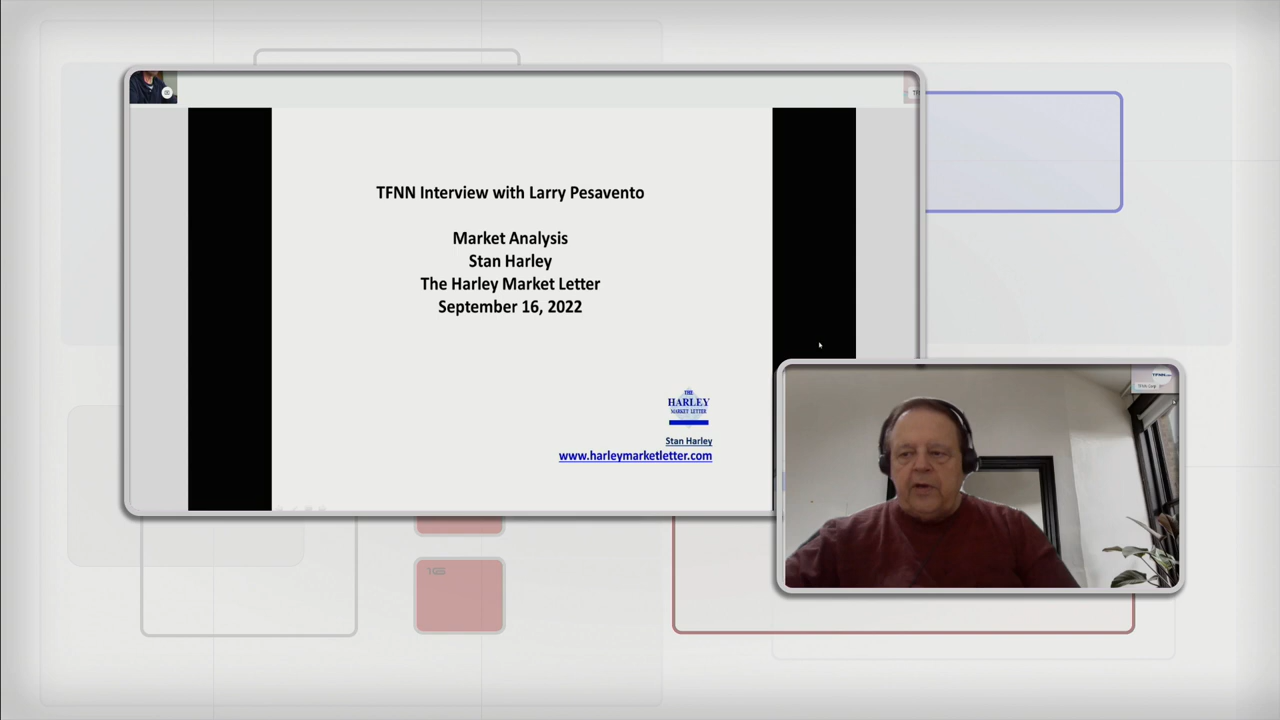 TFNN Interview with Larry Pesavento
Market Analysis
Stan Harley
The Harley Market Letter
September 16, 2022
THE
HARLEY
MARKET LETTER
Stan Harley
www.harleymarketletter.com